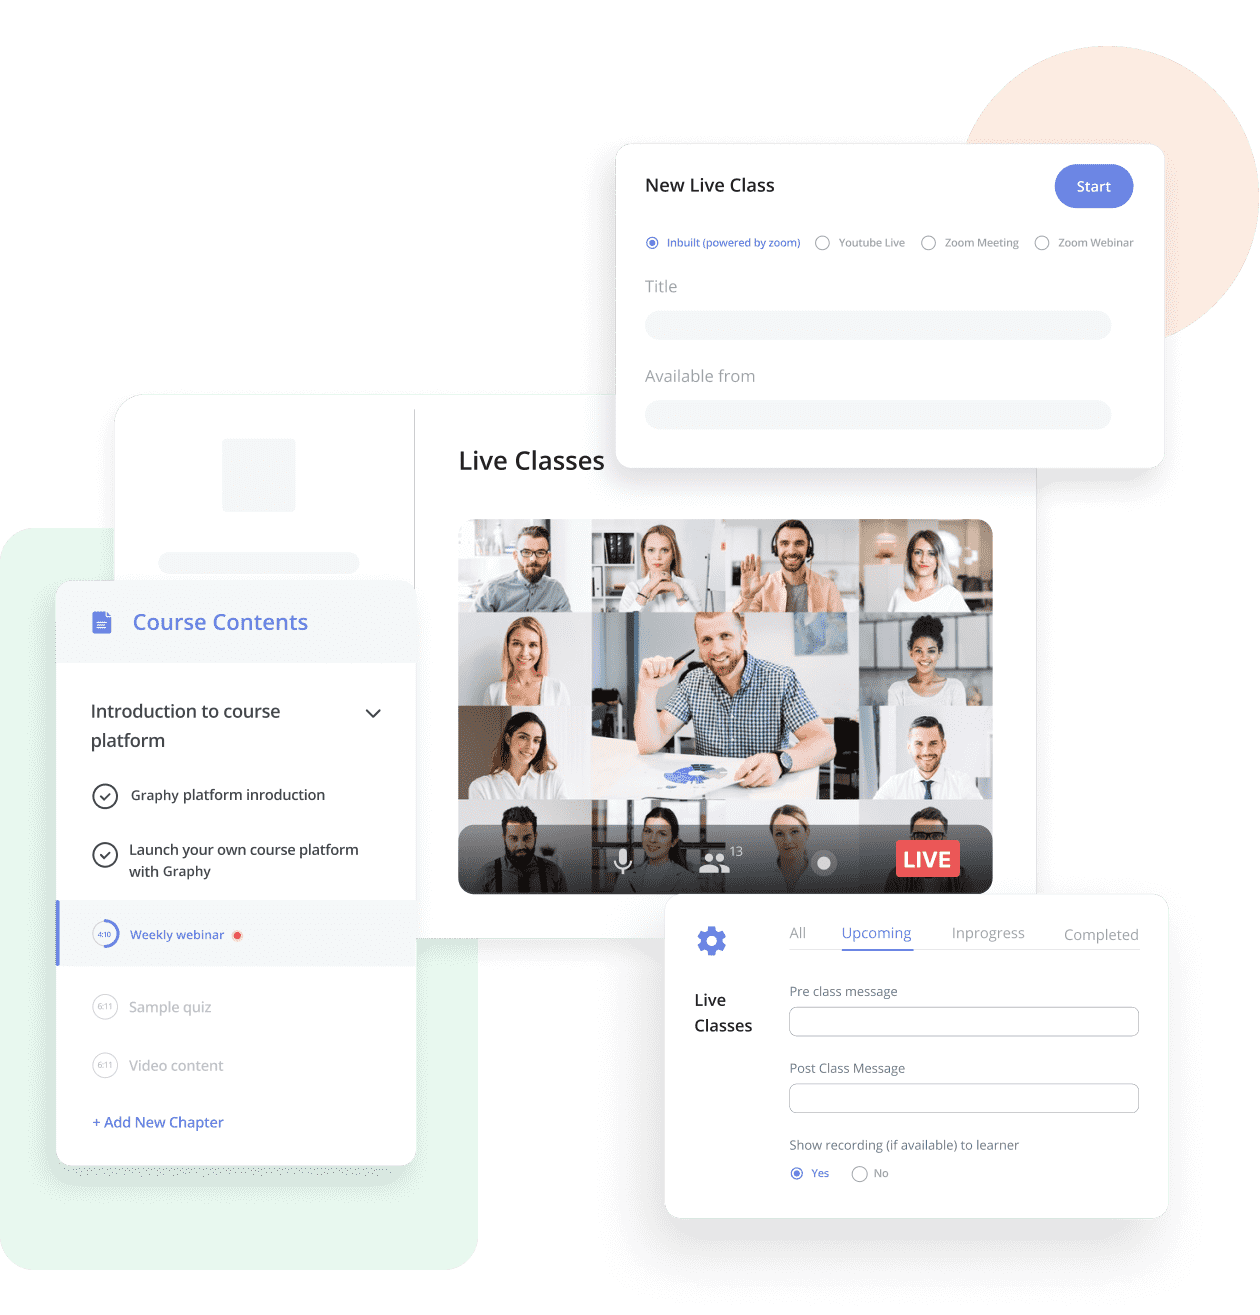 New Live Class
Start
Inbuilt (powered by zoom)
Youtube Live
Zoom Meeting
Zoom Webinar
Title
Available from
Live Classes
13
LIVE
Course Contents
Introduction to course
platform
Graphy platform inroduction
Launch your own course platform
with Graphy
4:10
Weekly webinar
6:11
Sample quiz
6:11
Video content
+ Add New Chapter
All
Upcoming
Inprogress
Completed
Live
Classes
Pre class message
Post Class Message
Show recording (if available) to learner
Yes
No